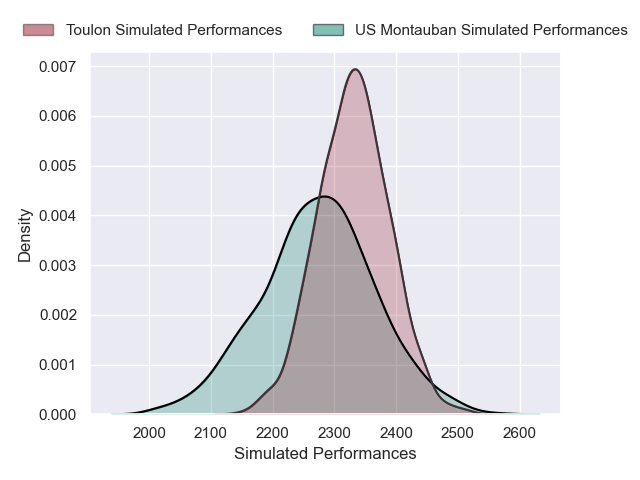 Toulon Simulated Performances
US Montauban Simulated Performances
0.007
0.006
0.005
0.004
0.003
0.002
0.001
0.000
Density
2000 2100 2200 2300 2400 2500 2600
Simulated Performances